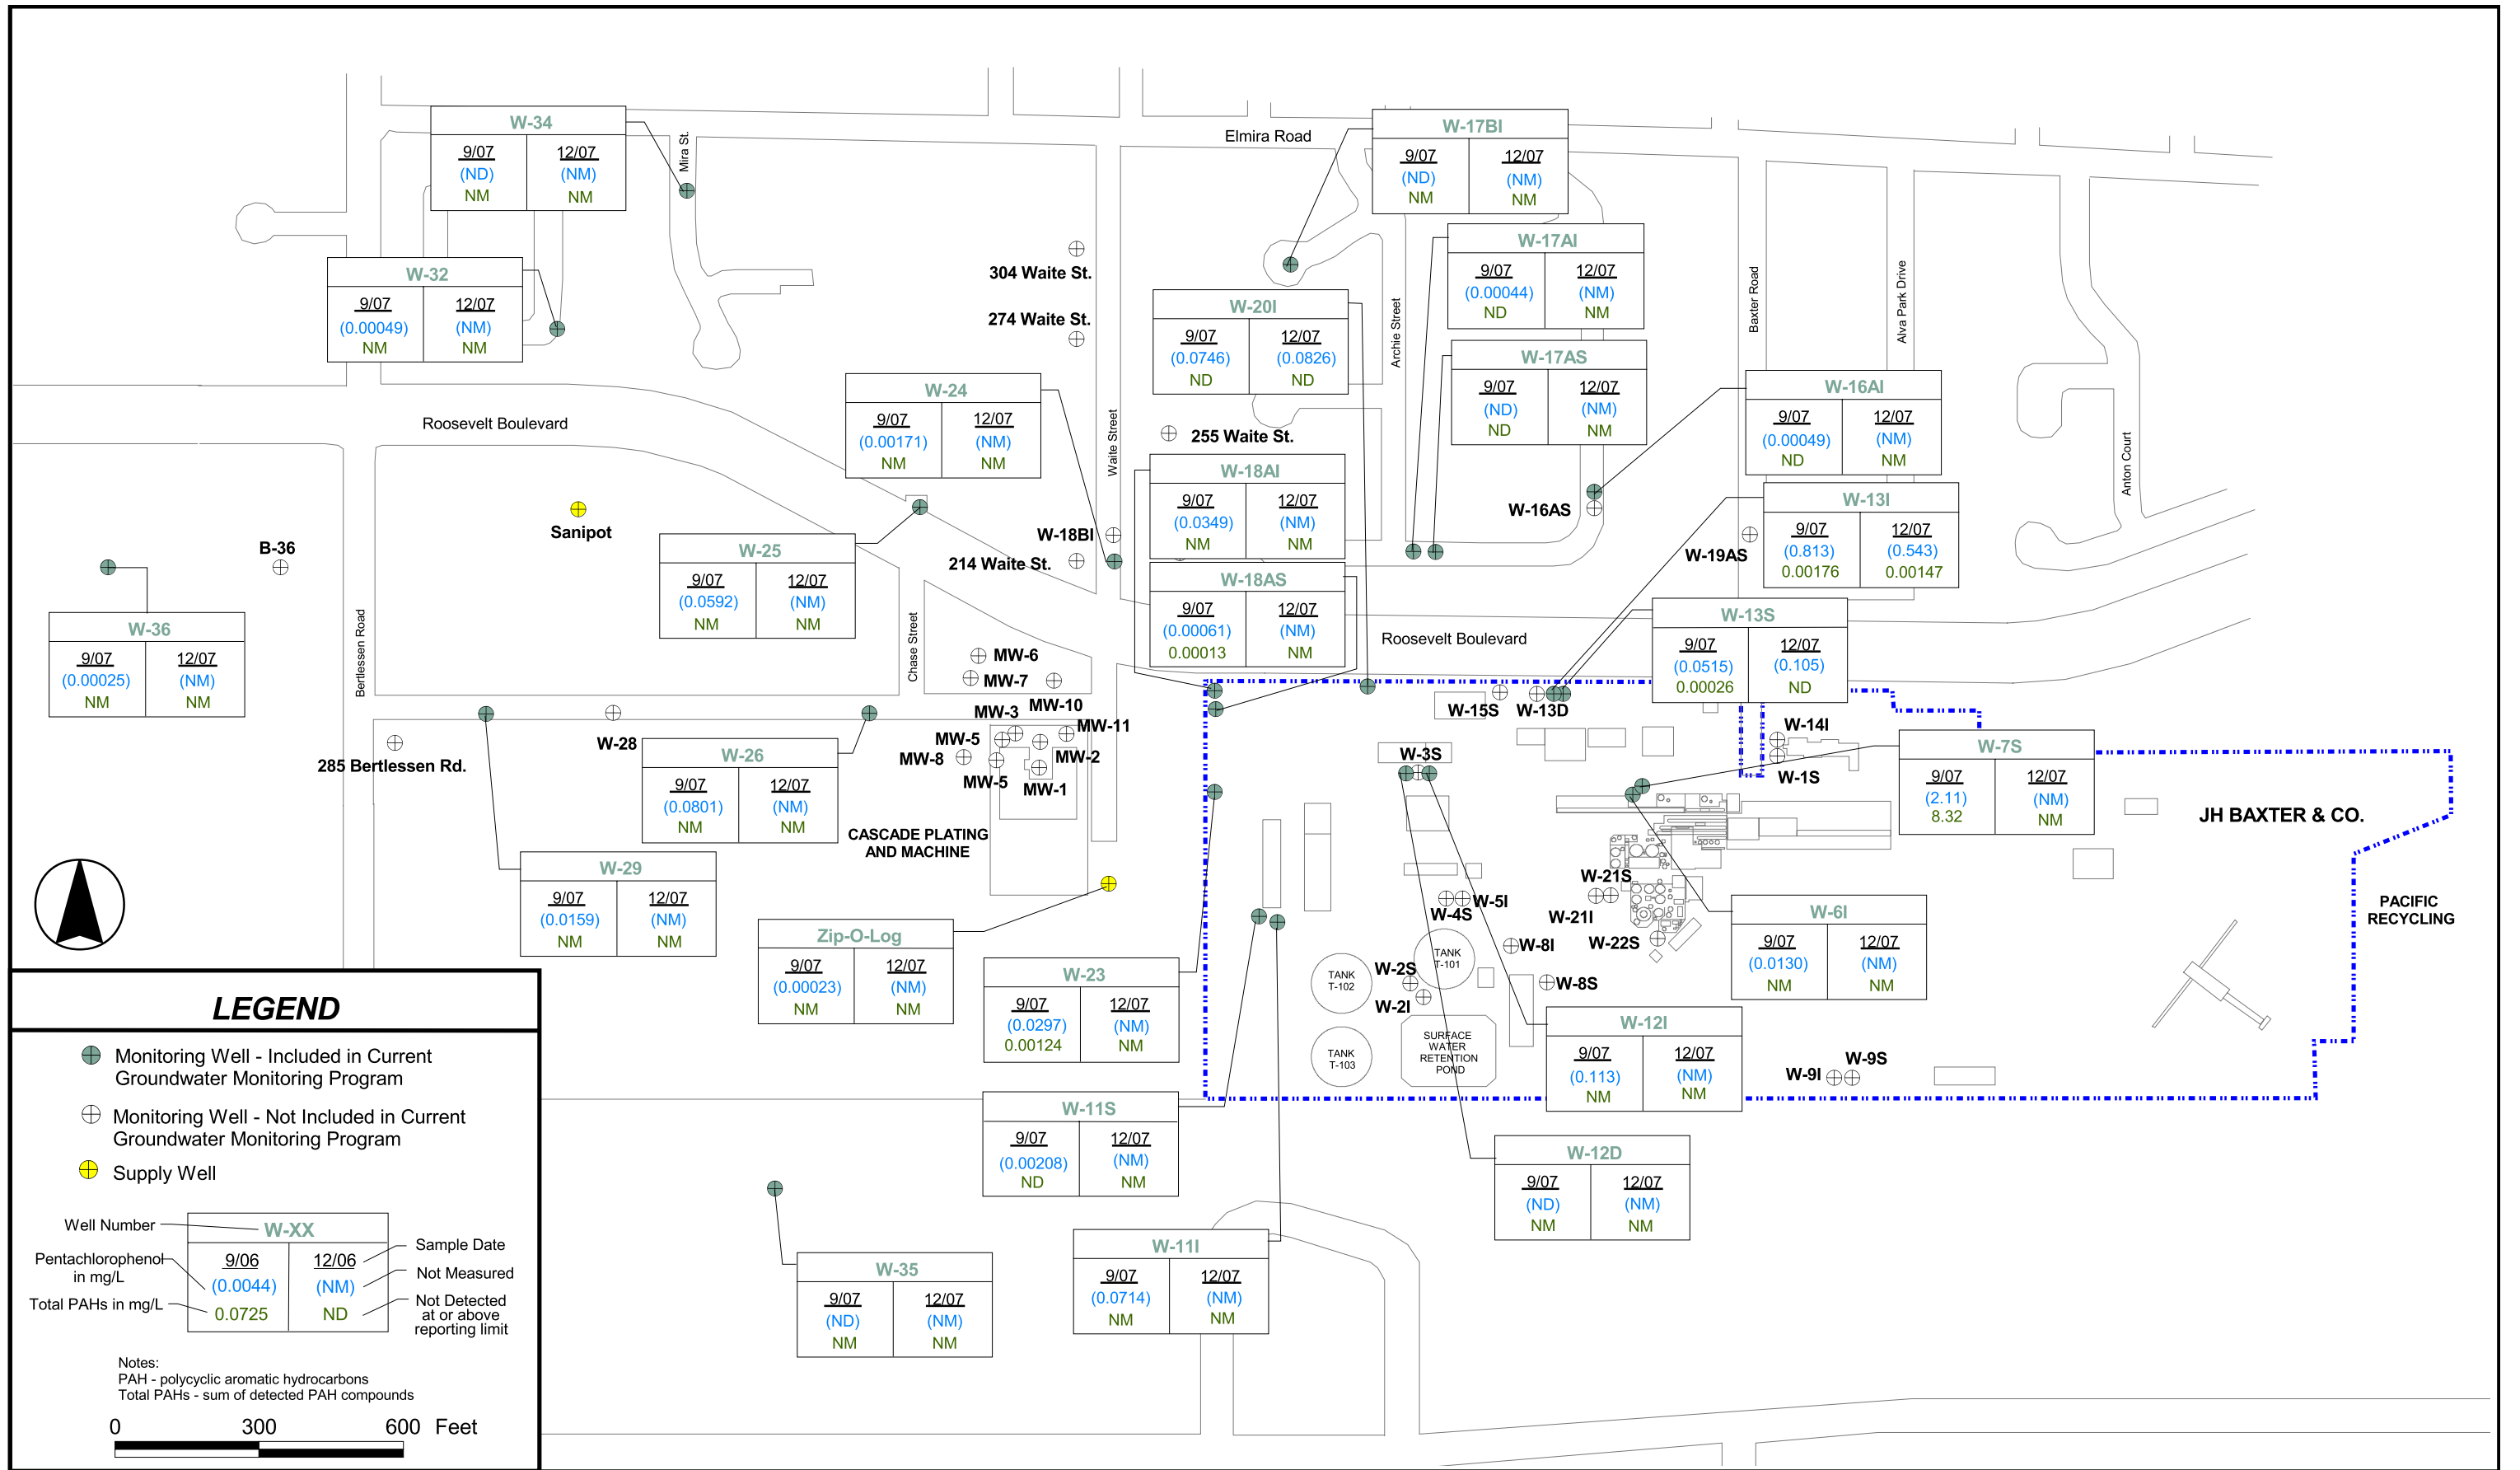 W-34
9/07 12/07
(ND) (NM)
NM NM
Mira St.
Elmira Road
W-17BI
9/07 12/07
(ND) (NM)
NM NM
W-32
9/07 12/07
(0.00049) (NM)
NM NM
304 Waite St.
274 Waite St.
W-17AI
9/07 12/07
(0.00044) (NM)
ND NM
W-20I
9/07 12/07
(0.0746) (0.0826)
ND ND
Archie Street
W-17AS
9/07 12/07
(ND) (NM)
ND NM
Baxter Road
Alva Park Drive
W-16AI
9/07 12/07
(0.00049) (NM)
ND NM
Anton Court
Roosevelt Boulevard
W-24
9/07 12/07
(0.00171) (NM)
NM NM
Waite Street
255 Waite St.
W-18AI
9/07 12/07
(0.0349) (NM)
NM NM
W-16AS
W-13I
9/07 12/07
(0.813) (0.543)
0.00176 0.00147
W-19AS
Sanipot
B-36
W-25
9/07 12/07
(0.0592) (NM)
NM NM
W-18BI
214 Waite St.
W-18AS
9/07 12/07
(0.00061) (NM)
0.00013 NM
W-36
9/07 12/07
(0.00025) (NM)
NM NM
Bertlessen Road
Chase Street
Roosevelt Boulevard
W-13S
9/07 12/07
(0.0515) (0.105)
0.00026 ND
MW-6
MW-7
MW-10
MW-3
MW-11
MW-5
MW-8
MW-2
MW-5
MW-1
W-15S
W-13D
W-14I
W-1S
W-3S
W-7S
9/07 12/07
(2.11) (NM)
8.32 NM
JH BAXTER & CO.
W-28
285 Bertlessen Rd.
W-26
9/07 12/07
(0.0801) (NM)
NM NM
CASCADE PLATING
AND MACHINE
W-29
9/07 12/07
(0.0159) (NM)
NM NM
W-21S
W-5I
W-4S
W-21I
W-22S
W-8I
W-8S
W-6I
9/07 12/07
(0.0130) (NM)
NM NM
PACIFIC
RECYCLING
Zip-O-Log
9/07 12/07
(0.00023) (NM)
NM NM
W-23
9/07 12/07
(0.0297) (NM)
0.00124 NM
TANK
T-101
TANK
T-102
W-2S
W-2I
TANK
T-103
SURFACE
WATER
RETENTION
POND
W-12I
9/07 12/07
(0.113) (NM)
NM NM
W-9S
W-9I
W-11S
9/07 12/07
(0.00208) (NM)
ND NM
W-12D
9/07 12/07
(ND) (NM)
NM NM
W-11I
9/07 12/07
(0.0714) (NM)
NM NM
W-35
9/07 12/07
(ND) (NM)
NM NM
LEGEND
Monitoring Well - Included in Current
Groundwater Monitoring Program
Monitoring Well - Not Included in Current
Groundwater Monitoring Program
Supply Well
Well Number
W-XX
9/06 12/06
Sample Date
Pentachlorophenol
in mg/L
(0.0044) (NM)
Not Measured
Total PAHs in mg/L
0.0725 ND
Not Detected
at or above
reporting limit
Notes:
PAH - polycyclic aromatic hydrocarbons
Total PAHs - sum of detected PAH compounds
0 300 600 Feet